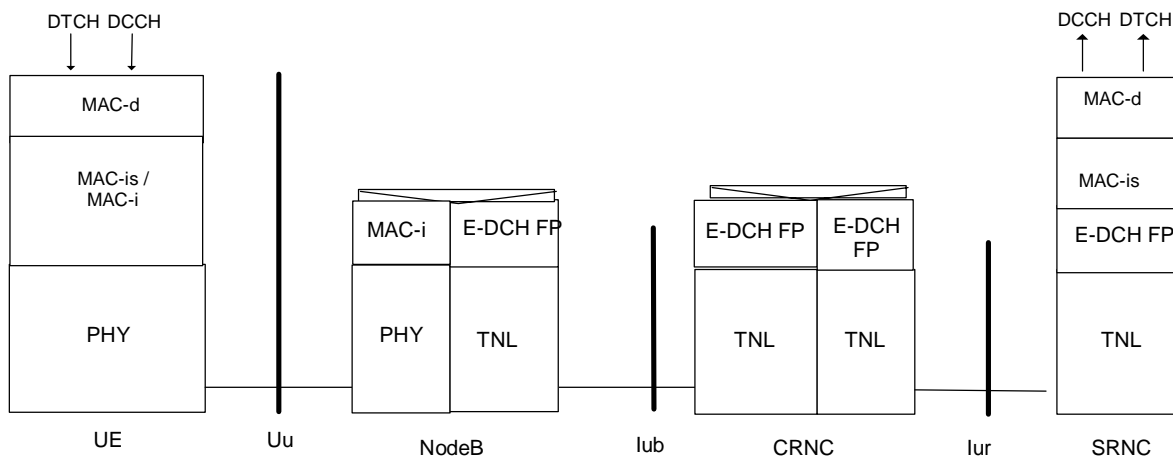 DTCH DCCH
DCCH DTCH
MAC-d
MAC-is /
MAC-i
PHY
MAC-i
E-DCH FP
PHY
TNL
E-DCH FP
E-DCH
FP
TNL
TNL
MAC-d
MAC-is
E-DCH FP
TNL
UE
Uu
NodeB
Iub
CRNC
Iur
SRNC